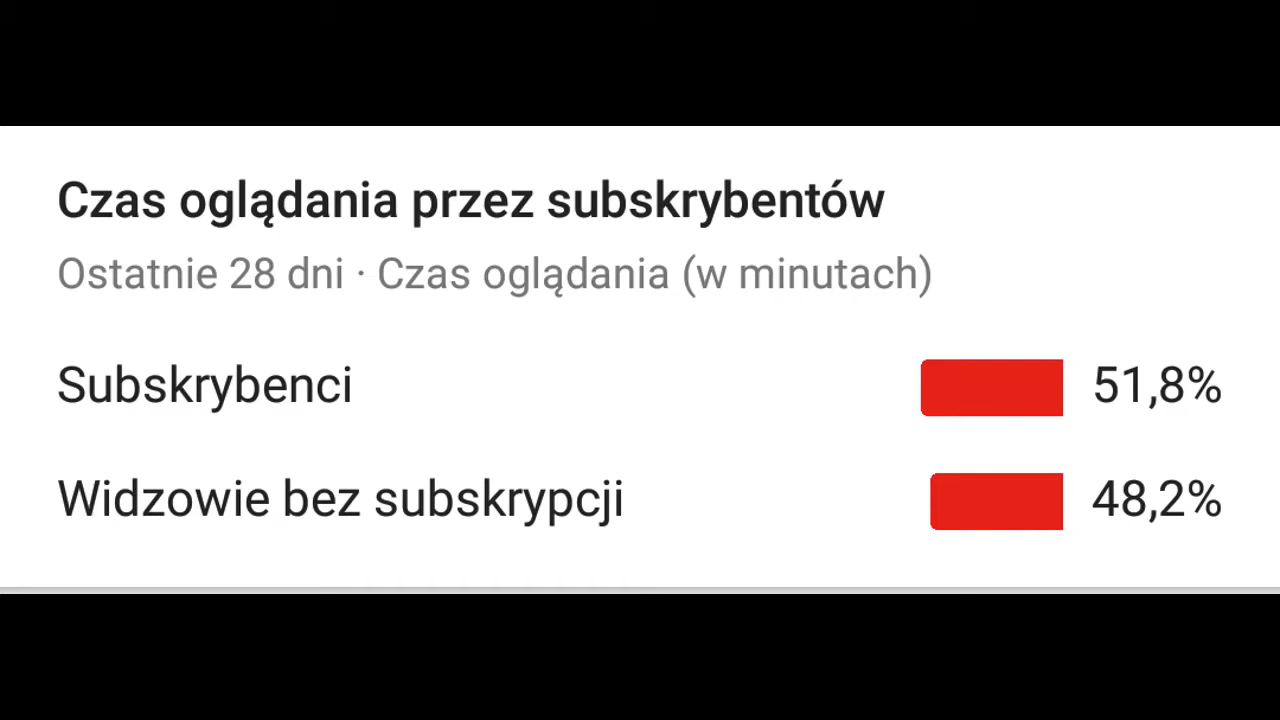 Czas oglądania przez subskrybentów
Ostatnie 28 dni · Czas oglądania (w minutach)
Subskrybenci 51,8%
Widzowie bez subskrypcji 48,2%